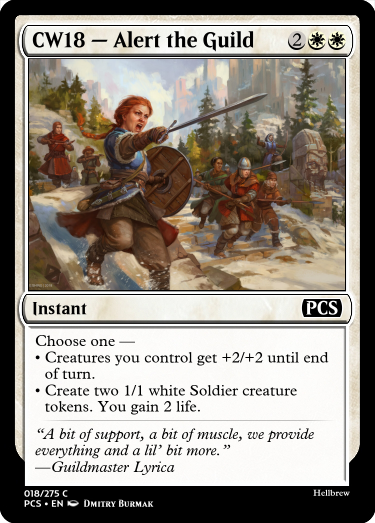 CW18 — Alert the Guild 2
Instant PCS
Choose one —
• Creatures you control get +2/+2 until end
of turn.
• Create two 1/1 white Soldier creature
tokens. You gain 2 life.
“A bit of support, a bit of muscle, we provide
everything and a lil’ bit more.”
—Guildmaster Lyrica
018/275 C Hellbrew
PCS • EN Dmitry Burmak